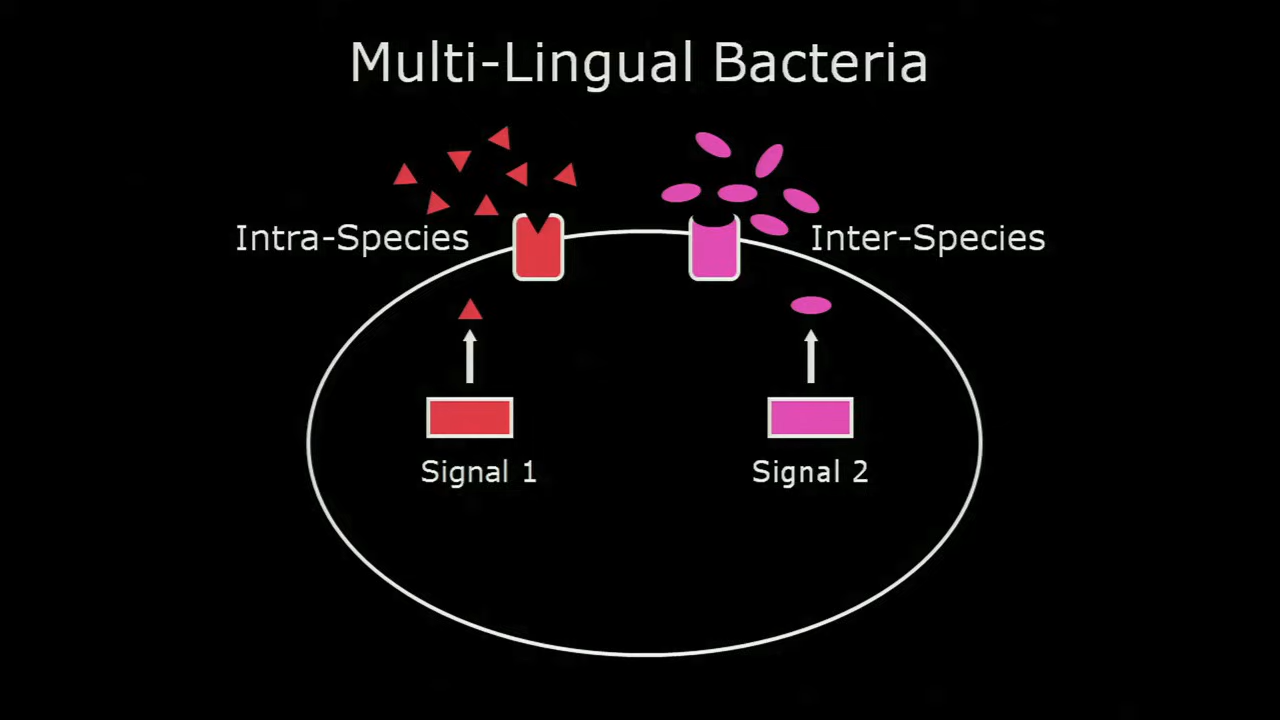 Multi-Lingual Bacteria
Intra-Species
Inter-Species
Signal 1
Signal 2